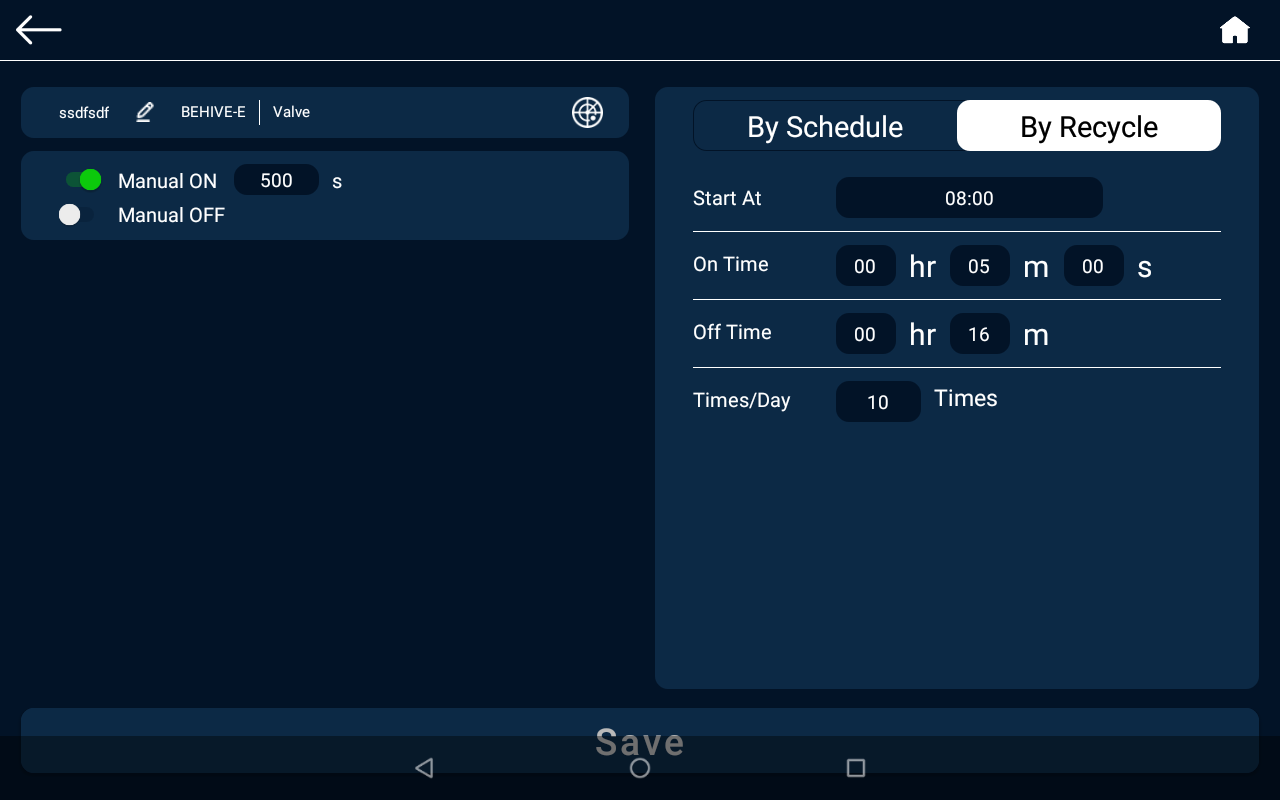 ssdfsdf BEHIVE-E Valve
Manual ON 500 s
Manual OFF
By Schedule By Recycle
Start At 08:00
On Time 00 hr 05 m 00 s
Off Time 00 hr 16 m
Times/Day 10 Times
Save